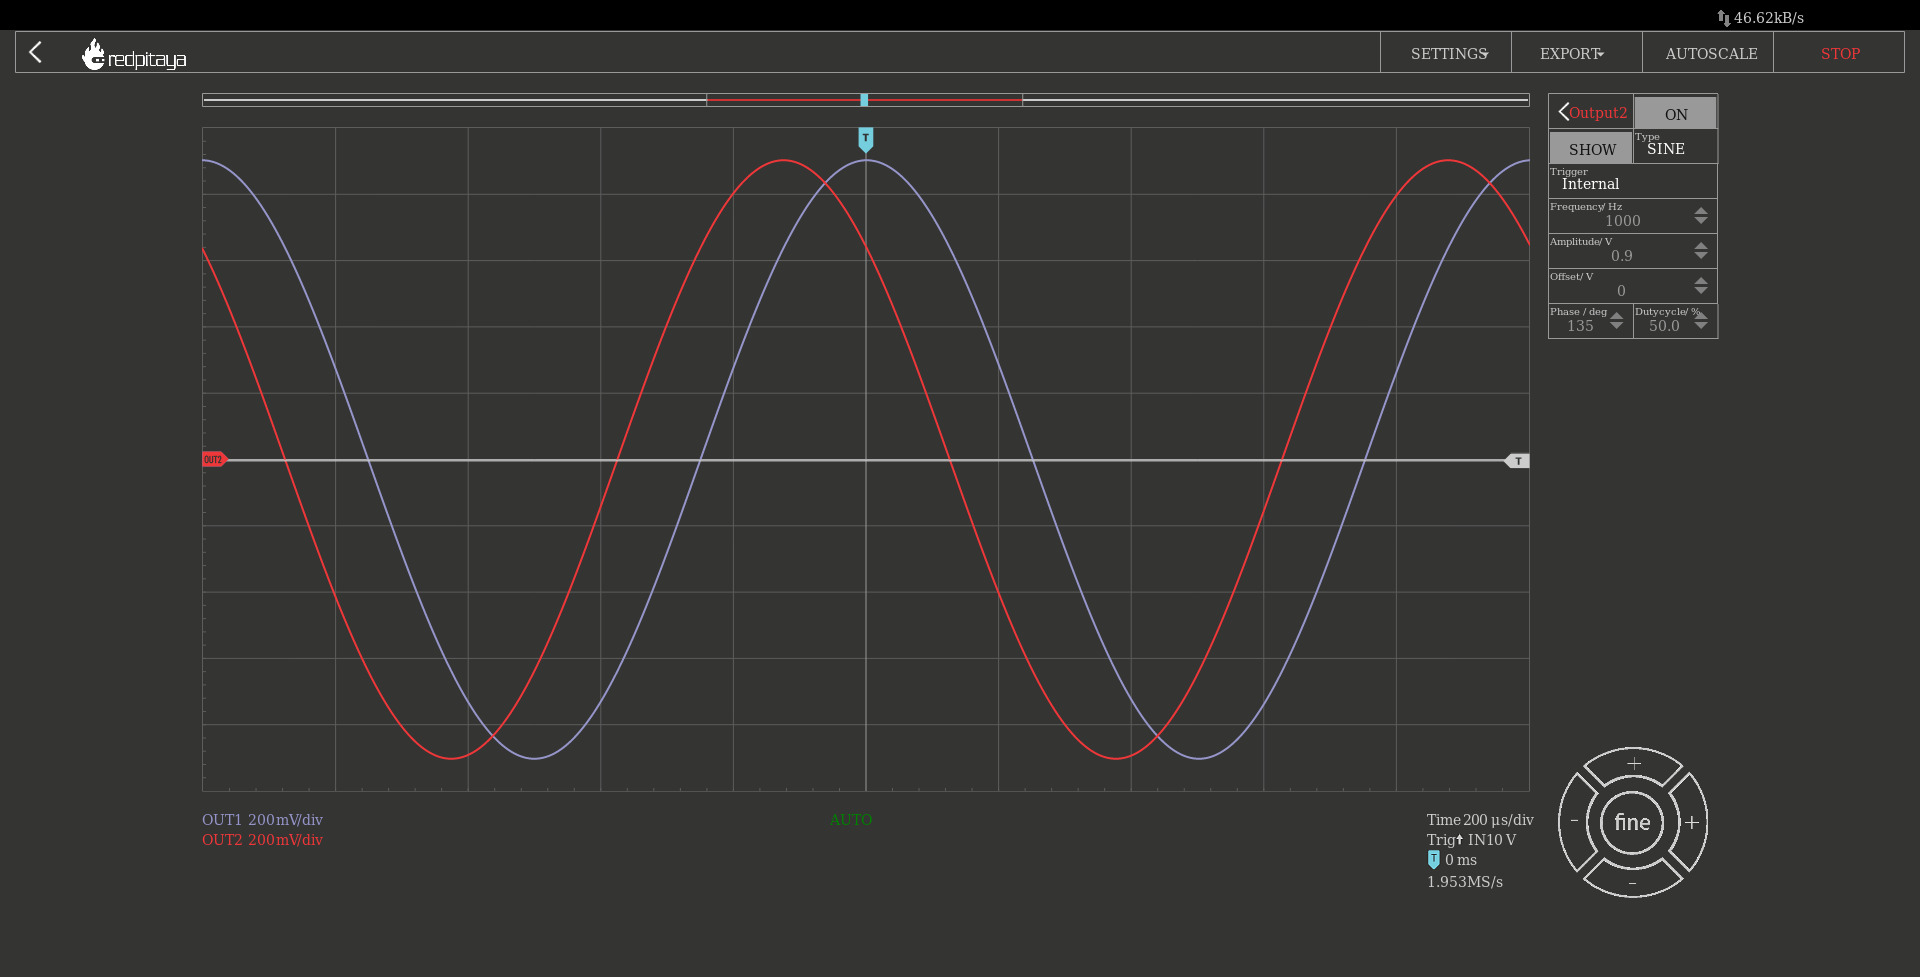 46.62kB/s
redpitaya SETTINGS EXPORT AUTOSCALE STOP
T
Output2 ON
SHOW Type SINE
Trigger
Internal
Frequency/ Hz
1000
Amplitude/ V
0.9
Offset/ V
0
Phase / deg Dutycycle/ %
135 50.0
OUT2 T
OUT1 200mV/div AUTO Time 200 µs/div
OUT2 200mV/div Trig IN1 0 V
T 0 ms
1.953MS/s
+
- fine +
-